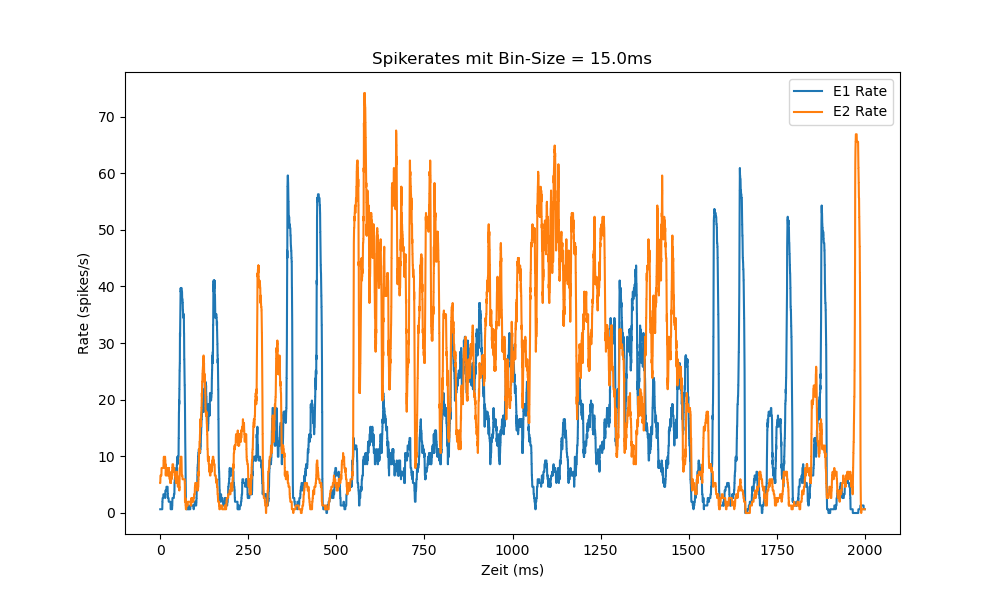 Spikerates mit Bin-Size = 15.0ms
E1 Rate
E2 Rate
Rate (spikes/s)
70
60
50
40
30
20
10
0
0 250 500 750 1000 1250 1500 1750 2000
Zeit (ms)